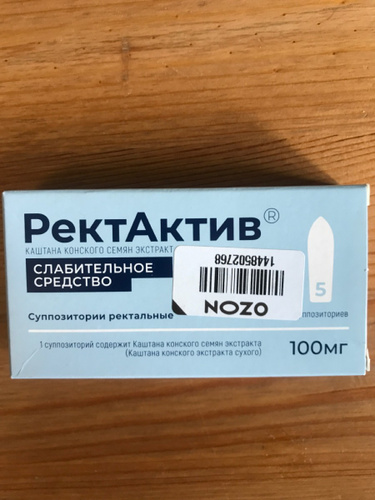 РектАктив®
КАШТАНА КОНСКОГО СЕМЯН ЭКСТРАКТ
СЛАБИТЕЛЬНОЕ
СРЕДСТВО
1448502768
OZON
5
Суппозитории ректальные
суппозиториев
1 суппозиторий содержит Каштана конского семян экстракта
(Каштана конского экстракта сухого)
100мг